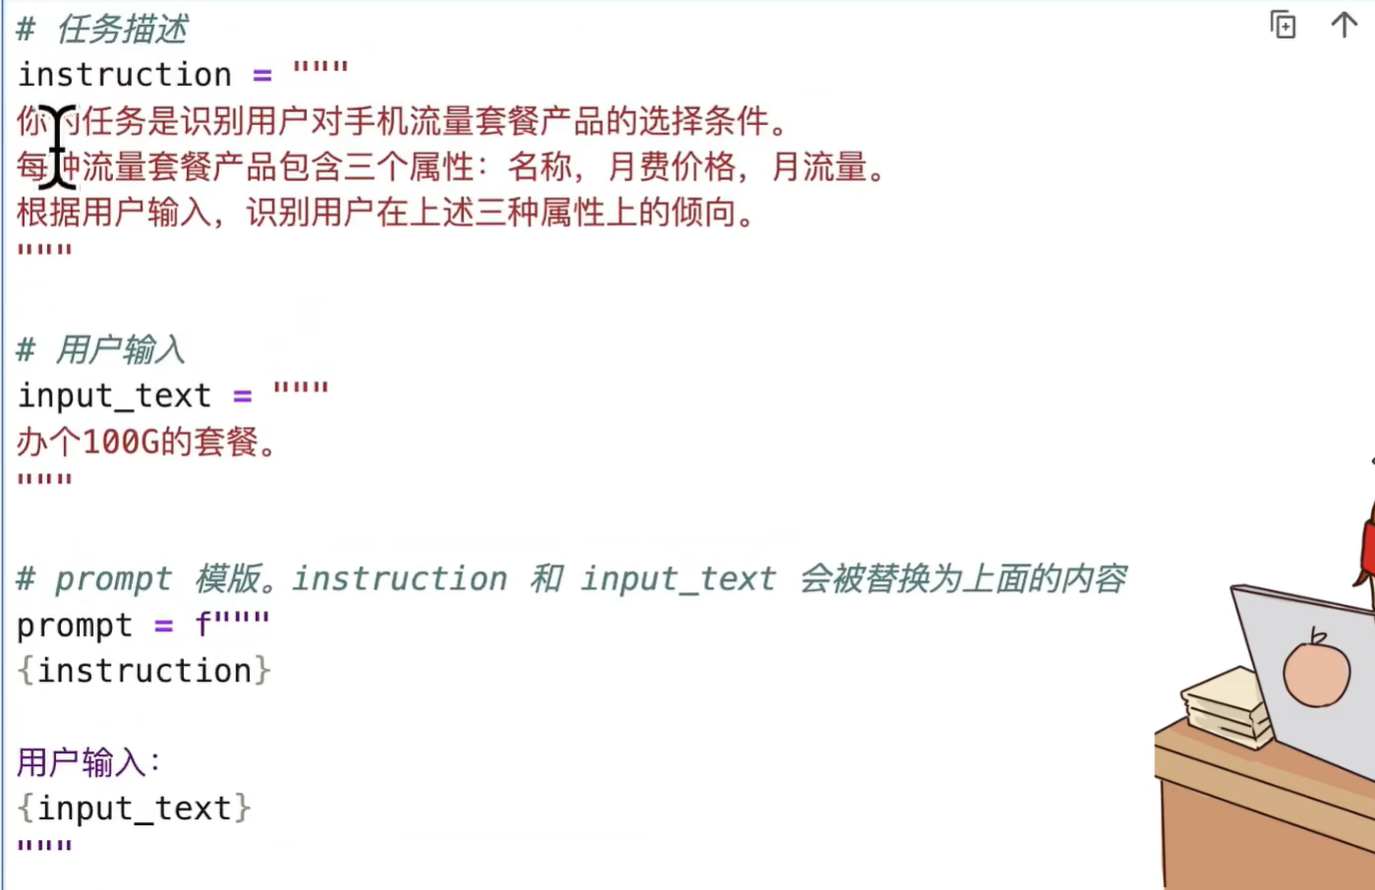 # 任务描述
instruction = """
你的任务是识别用户对手机流量套餐产品的选择条件。
每种流量套餐产品包含三个属性：名称，月费价格，月流量。
根据用户输入，识别用户在上述三种属性上的倾向。
"""
# 用户输入
input_text = """
办个100G的套餐。
"""
# prompt 模版。instruction 和 input_text 会被替换为上面的内容
prompt = f"""
{instruction}
用户输入：
{input_text}
"""